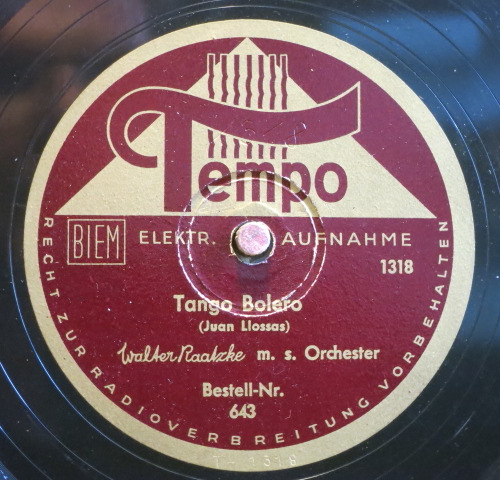 Tempo
BIEM ELEKTR. AUFNAHME
1318
Tango Bolero
(Juan Llossas)
Walter Raatzke m. s. Orchester
Bestell-Nr.
643
RECHT ZUR RADIOVERBREITUNG VORBEHALTEN
T-1318